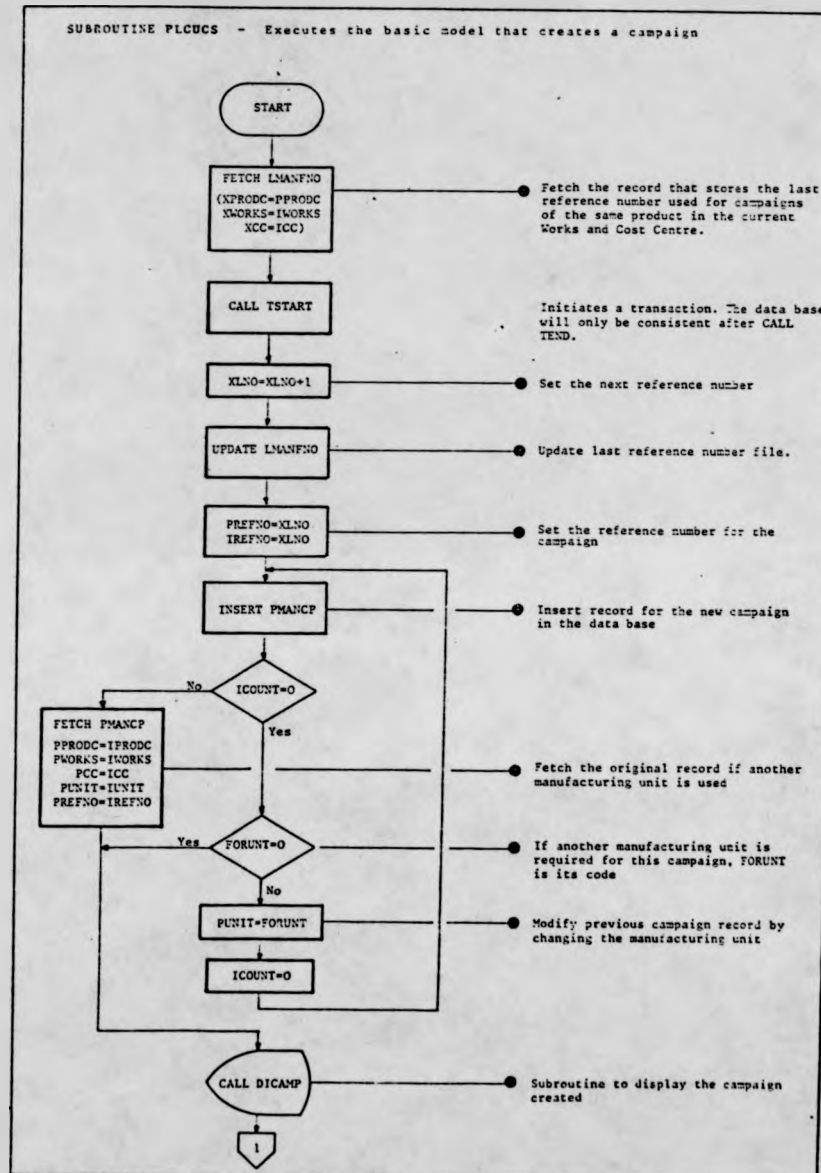 SUBROUTINE PLCUCS - Executes the basic model that creates a campaign
START
FETCH LMANFNO
(XPRODC=PPRODC
XWORKS=IWORKS
XCC=ICC)
Fetch the record that stores the last
reference number used for campaigns
of the same product in the current
Works and Cost Centre.
CALL TSTART
Initiates a transaction. The data base
will only be consistent after CALL
TEND.
XLNO=XLNO+1
Set the next reference number
UPDATE LMANFNO
Update last reference number file.
PREFNO=XLNO
IREFNO=XLNO
Set the reference number for the
campaign
INSERT PMANCP
Insert record for the new campaign
in the data base
ICOUNT=0
No
Yes
FETCH PMANCP
PPRODC=IPRODC
PWORKS=IWORKS
PCC=ICC
PUNIT=IUNIT
PREFNO=IREFNO
Fetch the original record if another
manufacturing unit is used
FORUNT=0
Yes
No
If another manufacturing unit is
required for this campaign, FORUNT
is its code
PUNIT=FORUNT
Modify previous campaign record by
changing the manufacturing unit
ICOUNT=0
CALL DICAMP
Subroutine to display the campaign
created
1